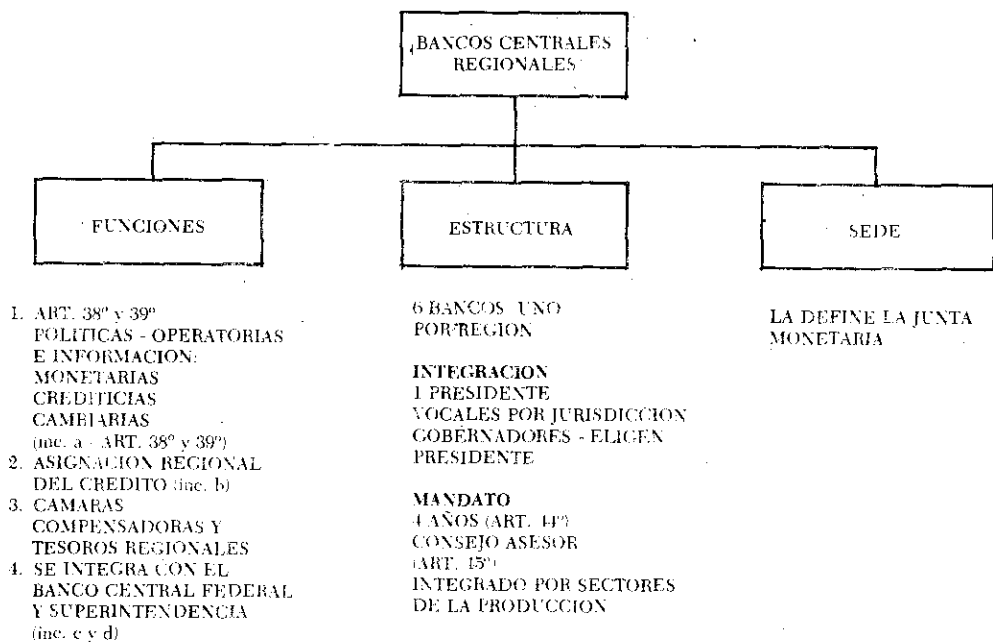 BANCOS CENTRALES
REGIONALES
FUNCIONES
ESTRUCTURA
SEDE
1. ART. 38º y 39º
POLITICAS - OPERATORIAS
E INFORMACION:
MONETARIAS
CREDITICIAS
CAMBIARIAS
(inc. a - ART. 38º y 39º)
2. ASIGNACION REGIONAL
DEL CREDITO (inc. b)
3. CAMARAS
COMPENSADORAS Y
TESOROS REGIONALES
4. SE INTEGRA CON EL
BANCO CENTRAL FEDERAL
Y SUPERINTENDENCIA
(inc. c y d)
6 BANCOS UNO
POR REGION
INTEGRACION
1 PRESIDENTE
VOCALES POR JURISDICCION
GOBERNADORES - ELIGEN
PRESIDENTE
MANDATO
4 AÑOS (ART. 44º)
CONSEJO ASESOR
(ART. 45º)
INTEGRADO POR SECTORES
DE LA PRODUCCION
LA DEFINE LA JUNTA
MONETARIA